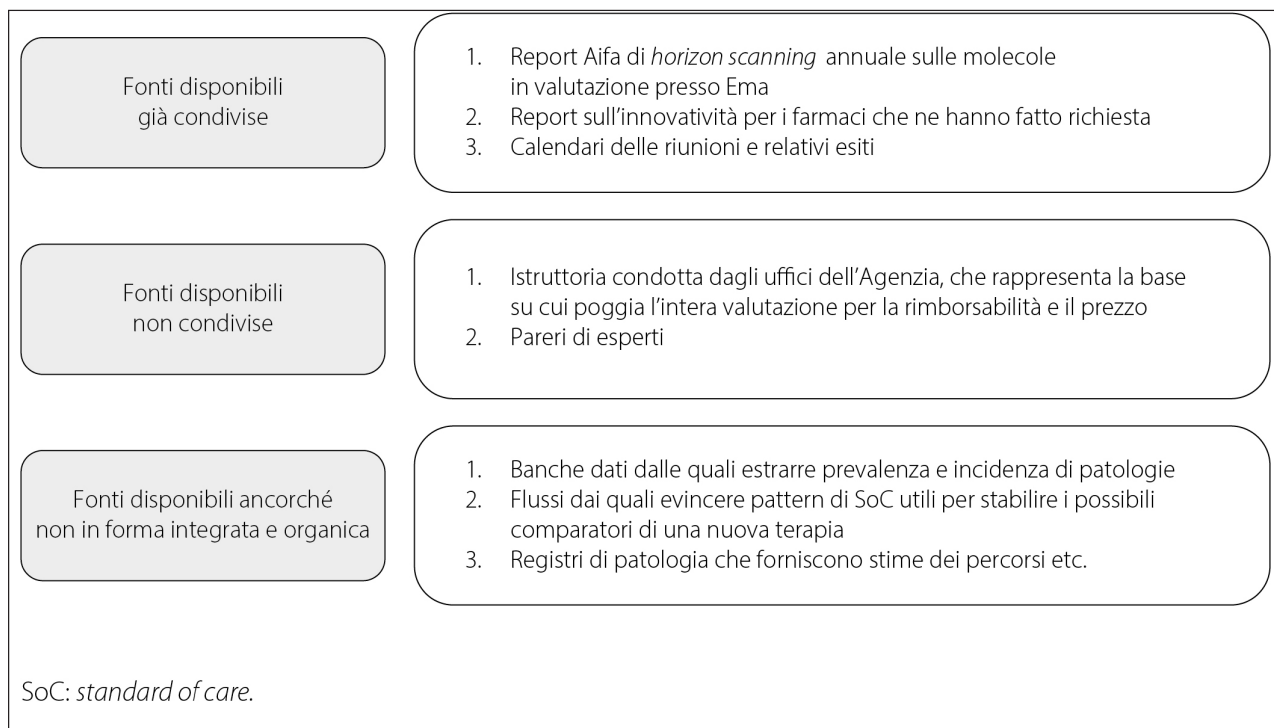 Fonti disponibili
già condivise
1. Report Aifa di horizon scanning annuale sulle molecole
in valutazione presso Ema
2. Report sull’innovatività per i farmaci che ne hanno fatto richiesta
3. Calendari delle riunioni e relativi esiti
Fonti disponibili
non condivise
1. Istruttoria condotta dagli uffici dell’Agenzia, che rappresenta la base
su cui poggia l’intera valutazione per la rimborsabilità e il prezzo
2. Pareri di esperti
Fonti disponibili ancorché
non in forma integrata e organica
1. Banche dati dalle quali estrarre prevalenza e incidenza di patologie
2. Flussi dai quali evincere pattern di SoC utili per stabilire i possibili
comparatori di una nuova terapia
3. Registri di patologia che forniscono stime dei percorsi etc.
SoC: standard of care.